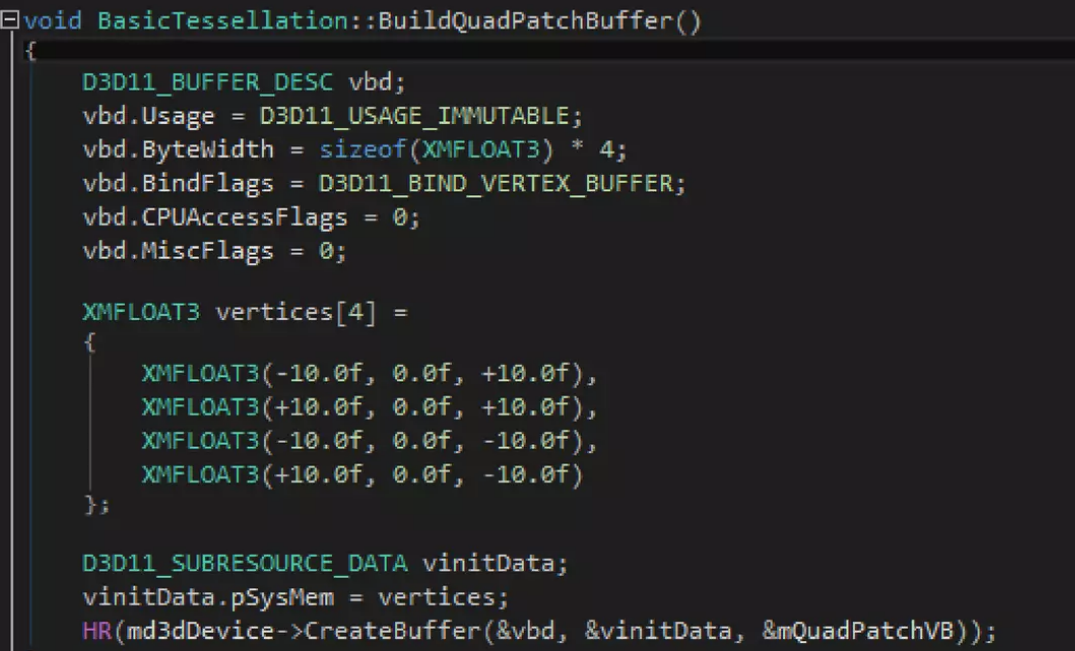 void BasicTessellation::BuildQuadPatchBuffer()
{
D3D11_BUFFER_DESC vbd;
vbd.Usage = D3D11_USAGE_IMMUTABLE;
vbd.ByteWidth = sizeof(XMFLOAT3) * 4;
vbd.BindFlags = D3D11_BIND_VERTEX_BUFFER;
vbd.CPUAccessFlags = 0;
vbd.MiscFlags = 0;
XMFLOAT3 vertices[4] =
{
XMFLOAT3(-10.0f, 0.0f, +10.0f),
XMFLOAT3(+10.0f, 0.0f, +10.0f),
XMFLOAT3(-10.0f, 0.0f, -10.0f),
XMFLOAT3(+10.0f, 0.0f, -10.0f)
};
D3D11_SUBRESOURCE_DATA vinitData;
vinitData.pSysMem = vertices;
HR(md3dDevice->CreateBuffer(&vbd, &vinitData, &mQuadPatchVB));